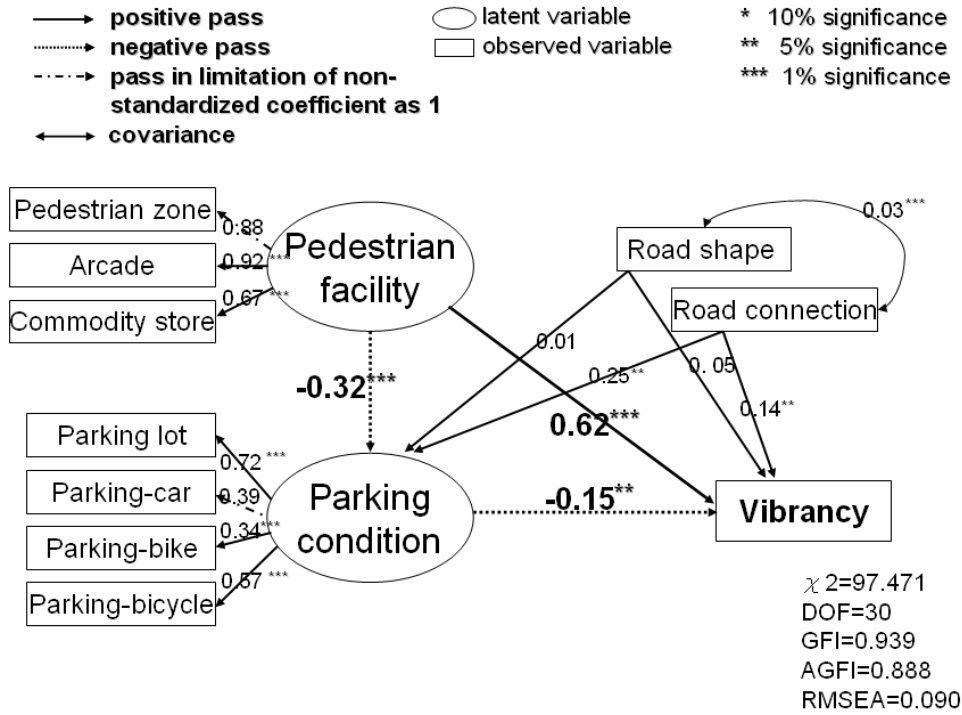 positive pass
negative pass
pass in limitation of non-
standardized coefficient as 1
covariance
latent variable
observed variable
* 10% significance
** 5% significance
*** 1% significance
Pedestrian zone
Arcade
Commodity store
0.88
0.92 ***
0.67 ***
Pedestrian
facility
Road shape
Road connection
0.03***
0.01
0.25**
0. 05
0.14**
-0.32***
0.62***
Parking lot
Parking-car
Parking-bike
Parking-bicycle
0.72 ***
0.39
0.34***
0.57 ***
Parking
condition
-0.15**
Vibrancy
χ2=97.471
DOF=30
GFI=0.939
AGFI=0.888
RMSEA=0.090